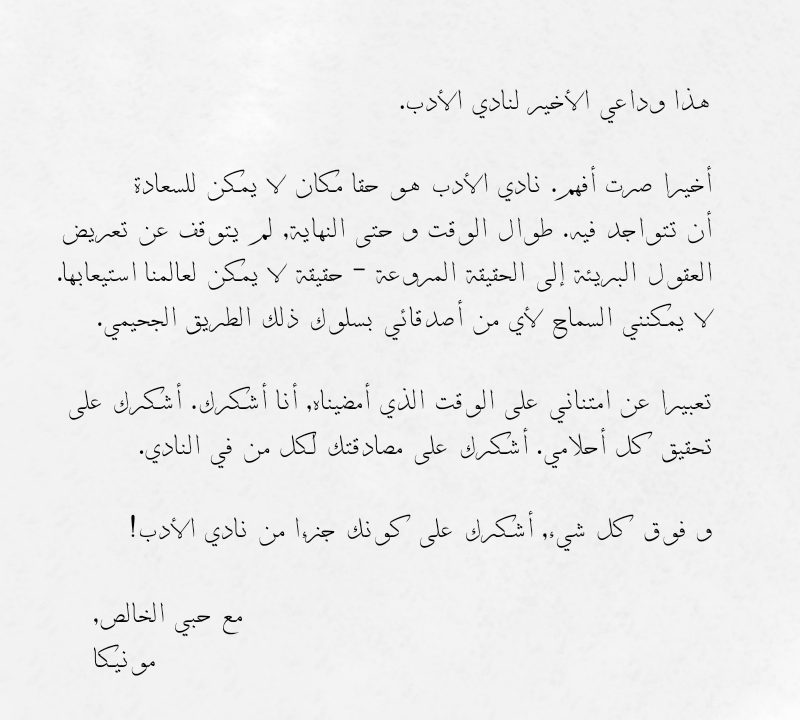 هذا وداعي الأخير لنادي الأدب.
أخيرا صرت أفهم. نادي الأدب هو حقا مكان لا يمكن للسعادة
أن تتواجد فيه. طوال الوقت و حتى النهاية, لم يتوقف عن تعريض
العقول البريئة إلى الحقيقة المروعة - حقيقة لا يمكن لعالمنا استيعابها.
لا يمكنني السماح لأي من أصدقائي بسلوك ذلك الطريق الجحيمي.
تعبيرا عن امتناني على الوقت الذي أمضيناه, أنا أشكرك. أشكرك على
تحقيق كل أحلامي. أشكرك على مصادقتك لكل من في النادي.
و فوق كل شيء, أشكرك على كونك جزءا من نادي الأدب!
مع حبي الخالص,
مونيكا